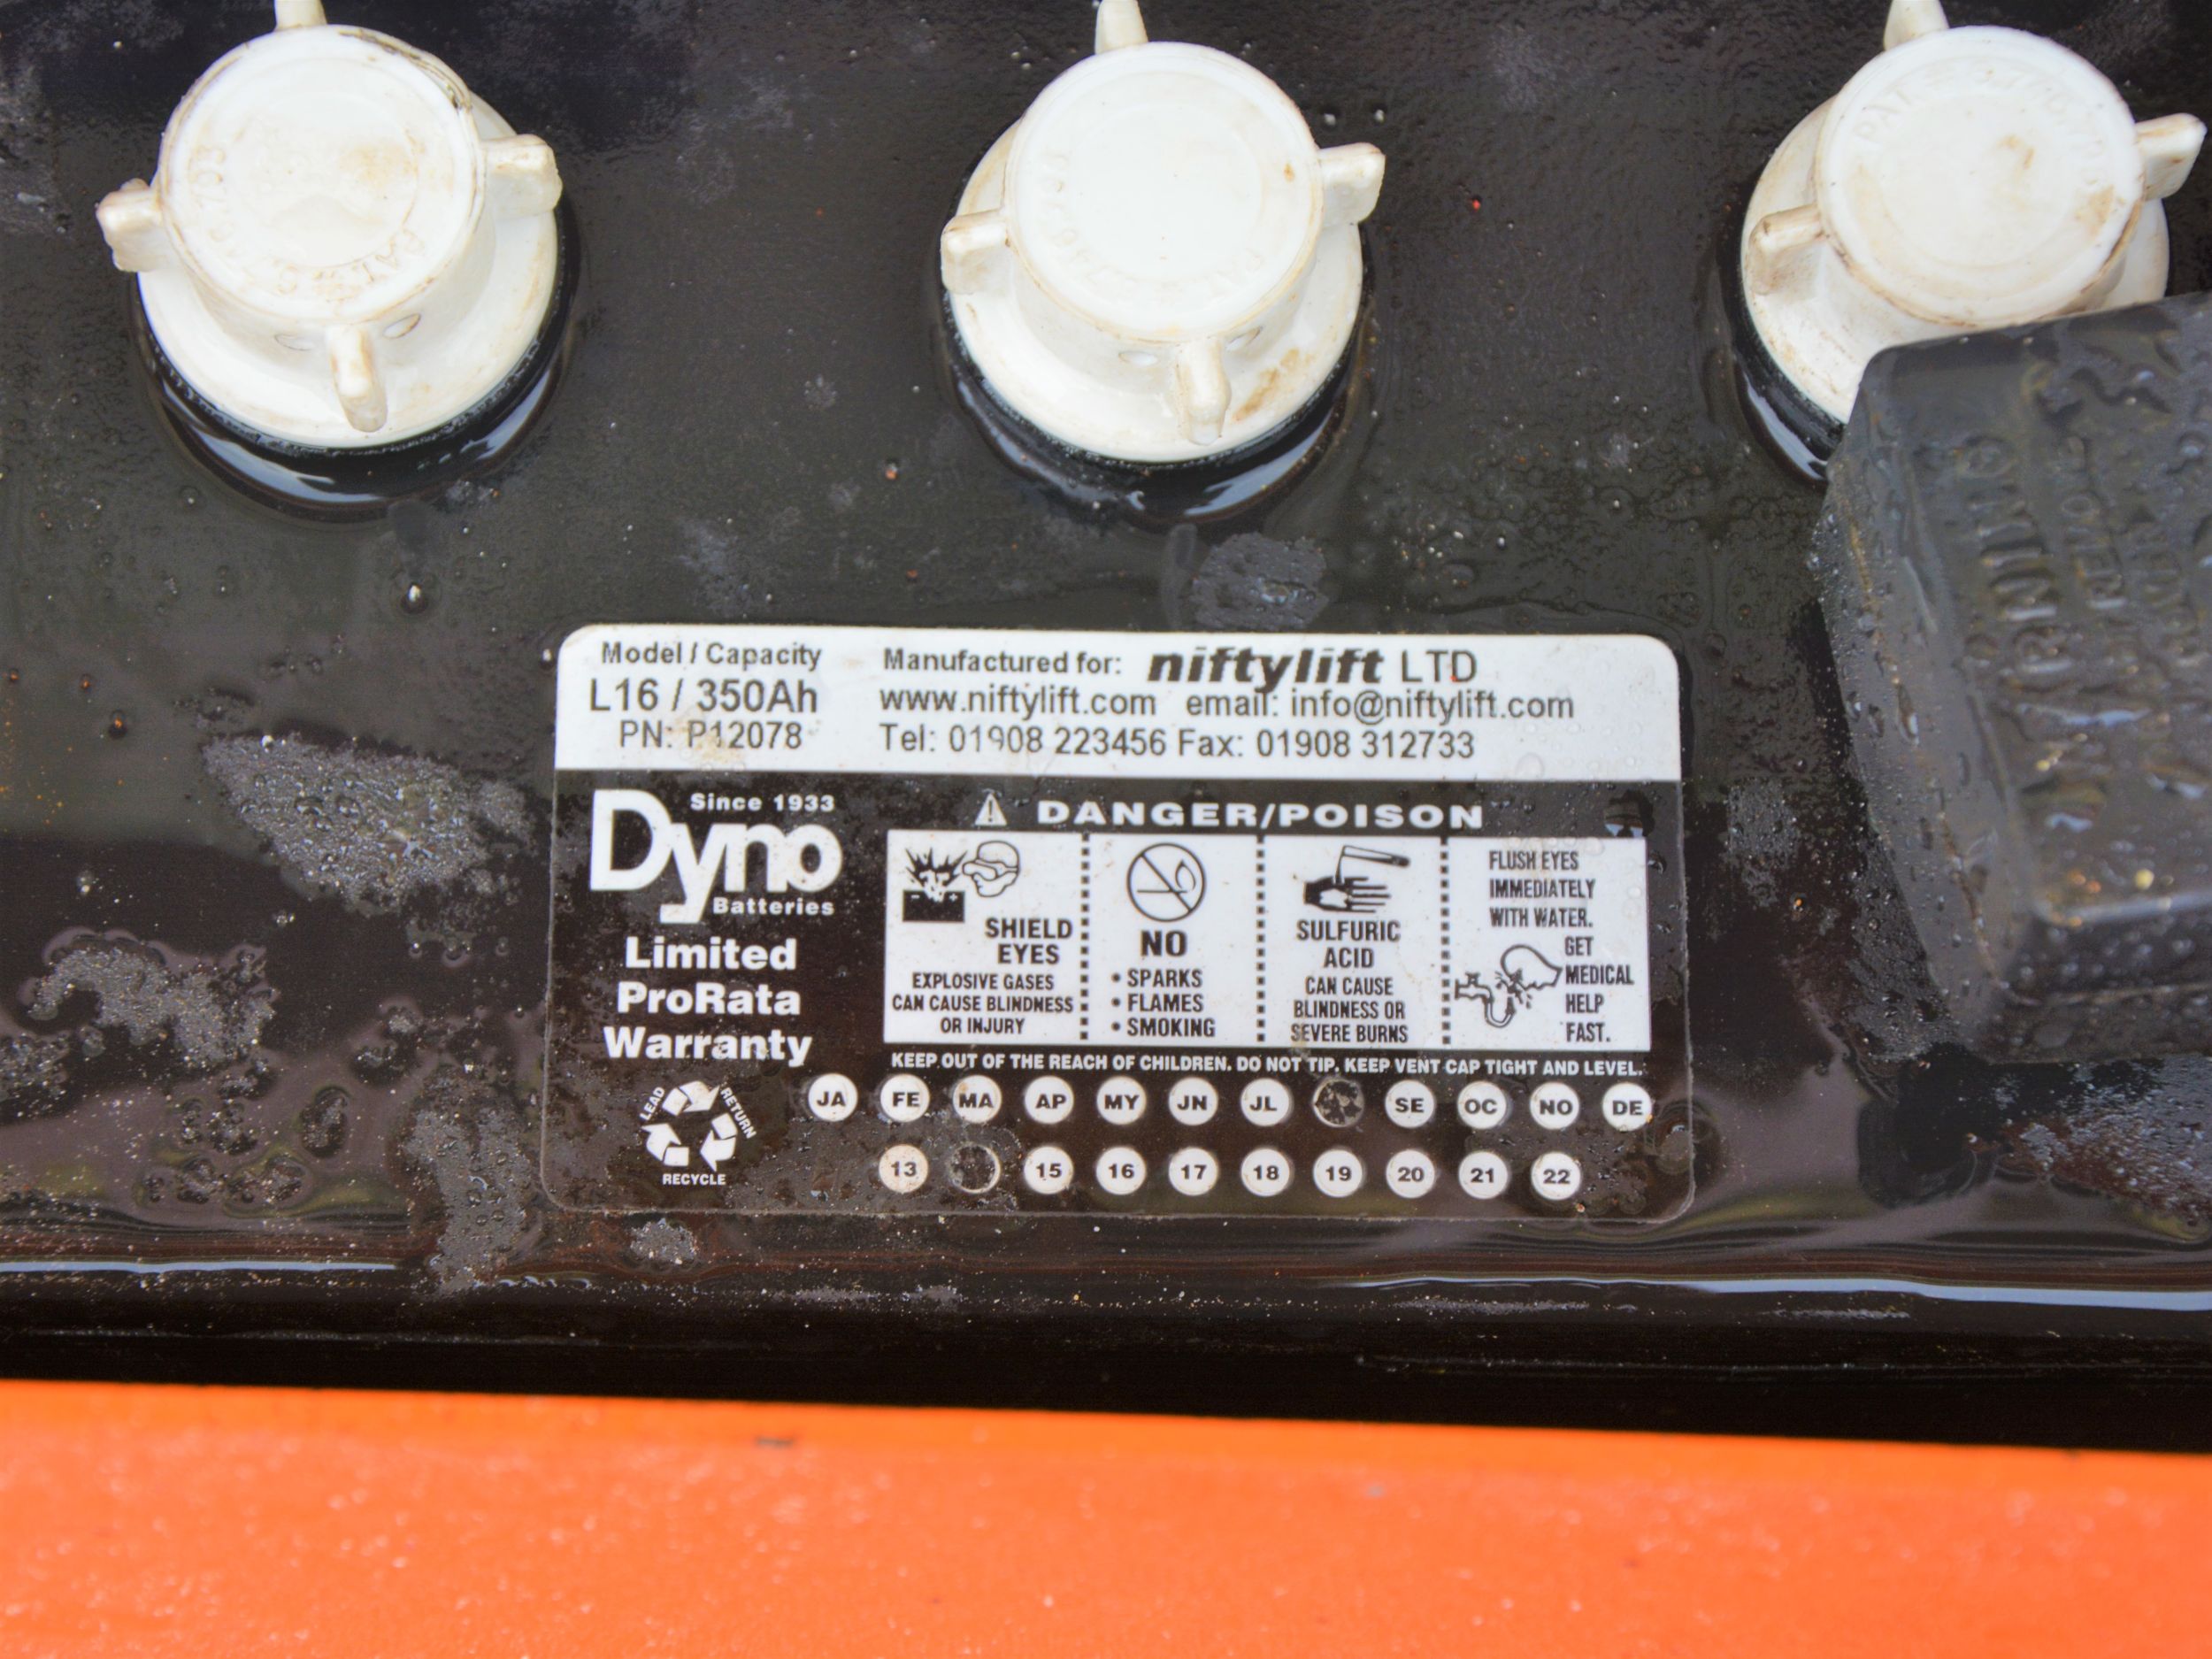 Model / Capacity
L16 / 350Ah
PN: P12078
Manufactured for: niftylift LTD
www.niftylift.com email: info@niftylift.com
Tel: 01908 223456 Fax: 01908 312733
Since 1933
Dyno
Batteries
Limited
ProRata
Warranty
LEAD
RETURN
RECYCLE
DANGER/POISON
SHIELD
EYES
EXPLOSIVE GASES
CAN CAUSE BLINDNESS
OR INJURY
NO
• SPARKS
• FLAMES
• SMOKING
SULFURIC
ACID
CAN CAUSE
BLINDNESS OR
SEVERE BURNS
FLUSH EYES
IMMEDIATELY
WITH WATER.
GET
MEDICAL
HELP
FAST.
KEEP OUT OF THE REACH OF CHILDREN. DO NOT TIP. KEEP VENT CAP TIGHT AND LEVEL.
JA FE MA AP MY JN JL SE OC NO DE
13 15 16 17 18 19 20 21 22